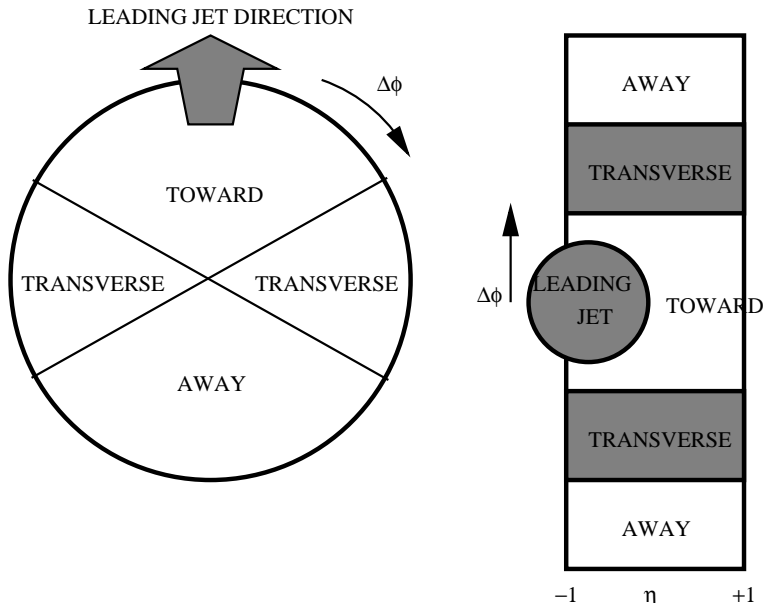 LEADING JET DIRECTION
Δϕ
TOWARD
TRANSVERSE TRANSVERSE
AWAY
AWAY
TRANSVERSE
Δϕ
LEADING
JET
TOWARD
TRANSVERSE
AWAY
−1 η +1